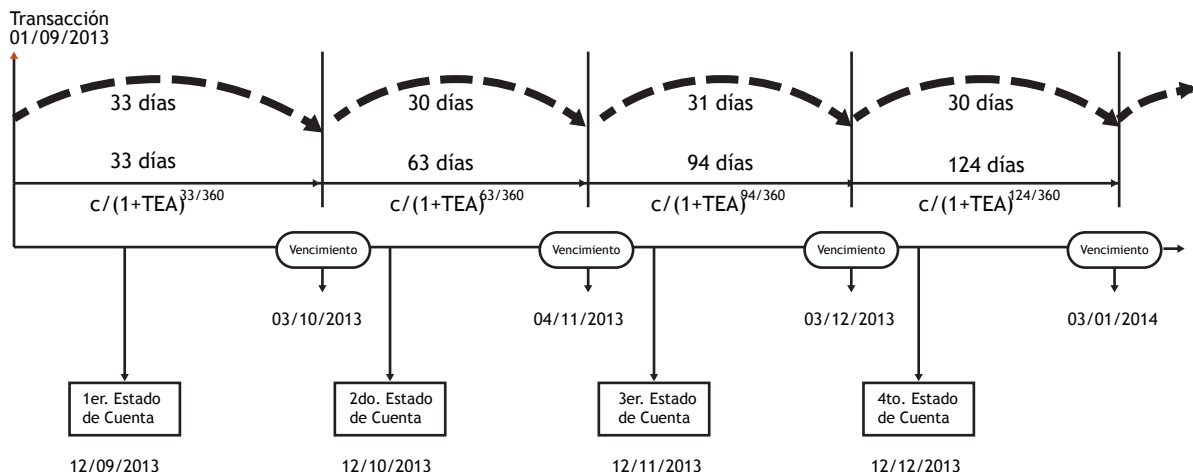 Transacción
01/09/2013
33 días
30 días
31 días
30 días
33 días
63 días
94 días
124 días
c/(1+TEA)33/360
c/(1+TEA)63/360
c/(1+TEA)94/360
c/(1+TEA)124/360
Vencimiento
Vencimiento
Vencimiento
Vencimiento
03/10/2013
04/11/2013
03/12/2013
03/01/2014
1er. Estado
de Cuenta
2do. Estado
de Cuenta
3er. Estado
de Cuenta
4to. Estado
de Cuenta
12/09/2013
12/10/2013
12/11/2013
12/12/2013